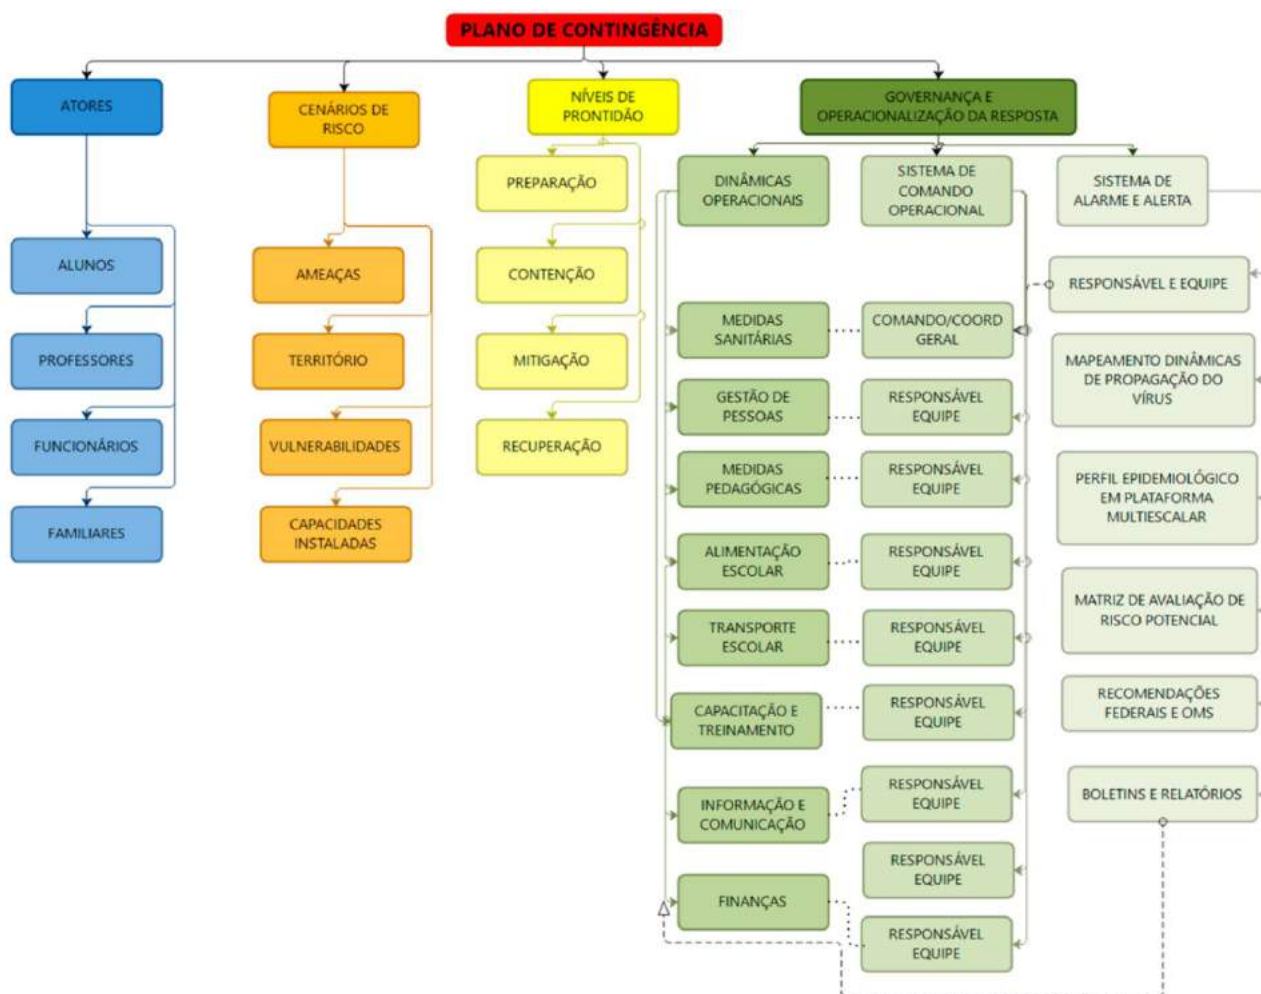 PLANO DE CONTINGÊNCIA
ATORES
ALUNOS
PROFESSORES
FUNCIONÁRIOS
FAMILIARES
CENÁRIOS DE
RISCO
AMEAÇAS
TERRITÓRIO
VULNERABILIDADES
CAPACIDADES
INSTALADAS
NÍVEIS DE
PRONTIDÃO
PREPARAÇÃO
CONTENÇÃO
MITIGAÇÃO
RECUPERAÇÃO
GOVERNANÇA E
OPERACIONALIZAÇÃO DA RESPOSTA
DINÂMICAS
OPERACIONAIS
MEDIDAS
SANITÁRIAS
GESTÃO DE
PESSOAS
MEDIDAS
PEDAGÓGICAS
ALIMENTAÇÃO
ESCOLAR
TRANSPORTE
ESCOLAR
CAPACITAÇÃO E
TREINAMENTO
INFORMAÇÃO E
COMUNICAÇÃO
FINANÇAS
SISTEMA DE
COMANDO
OPERACIONAL
COMANDO/COORD
GERAL
RESPONSÁVEL
EQUIPE
RESPONSÁVEL
EQUIPE
RESPONSÁVEL
EQUIPE
RESPONSÁVEL
EQUIPE
RESPONSÁVEL
EQUIPE
RESPONSÁVEL
EQUIPE
RESPONSÁVEL
EQUIPE
RESPONSÁVEL
EQUIPE
SISTEMA DE
ALARME E ALERTA
RESPONSÁVEL E EQUIPE
MAPEAMENTO DINÂMICAS
DE PROPAGAÇÃO DO
VÍRUS
PERFIL EPIDEMIOLÓGICO
EM PLATAFORMA
MULTIESCALAR
MATRIZ DE AVALIAÇÃO DE
RISCO POTENCIAL
RECOMENDAÇÕES
FEDERAIS E OMS
BOLETINS E RELATÓRIOS